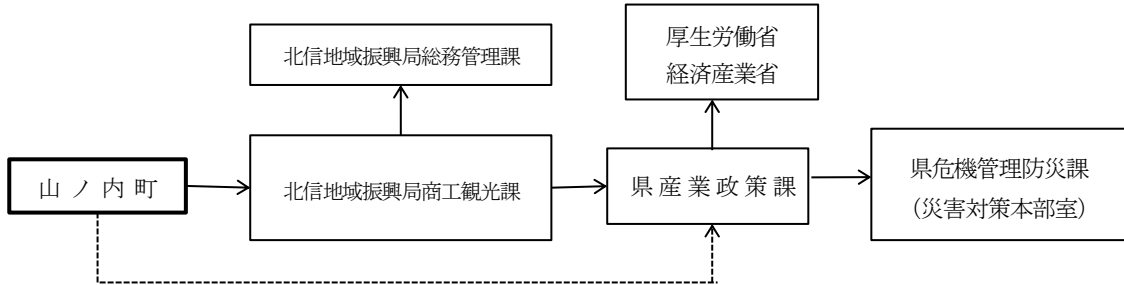 北信地域振興局総務管理課
厚生労働省
経済産業省
山ノ内町
北信地域振興局商工観光課
県産業政策課
県危機管理防災課
(災害対策本部室)